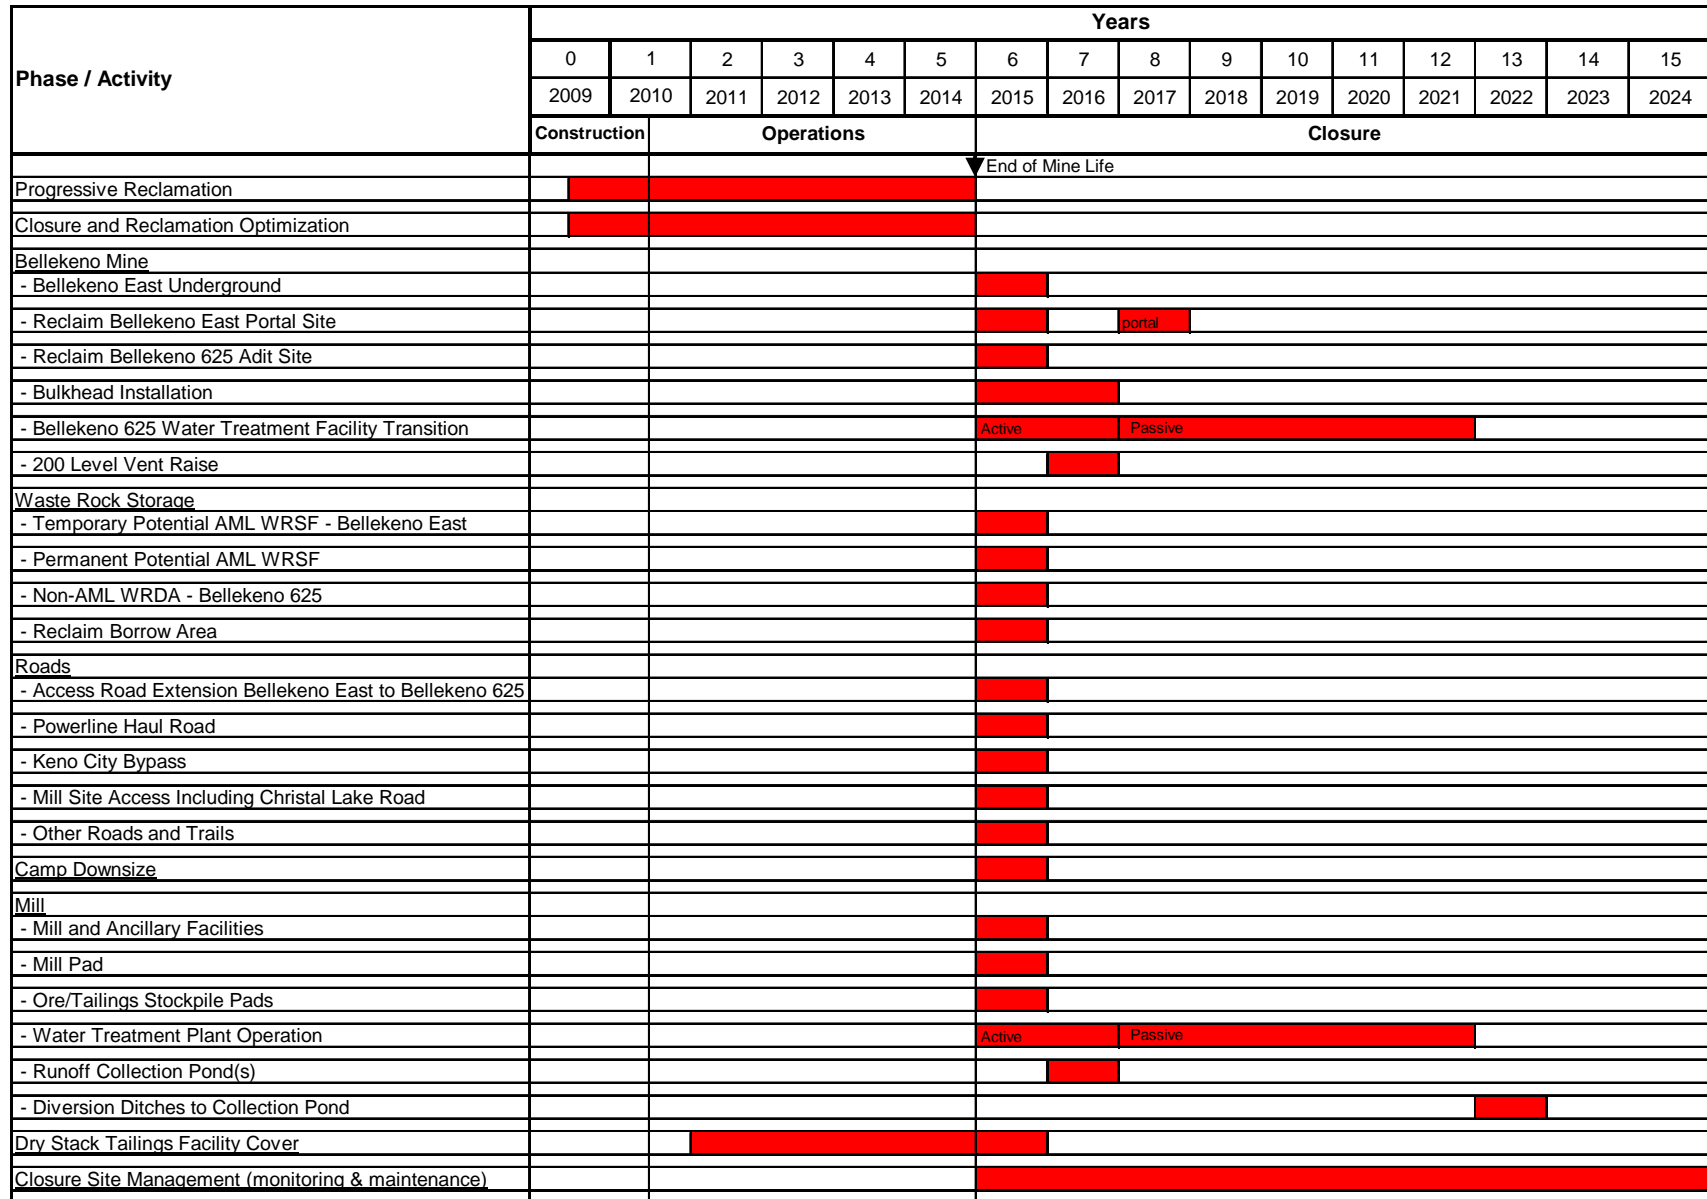 Years
Phase / Activity
0 1 2 3 4 5 6 7 8 9 10 11 12 13 14 15
2009 2010 2011 2012 2013 2014 2015 2016 2017 2018 2019 2020 2021 2022 2023 2024
Construction Operations Closure
End of Mine Life
Progressive Reclamation
Closure and Reclamation Optimization
Bellekeno Mine
- Bellekeno East Underground
- Reclaim Bellekeno East Portal Site portal
- Reclaim Bellekeno 625 Adit Site
- Bulkhead Installation
- Bellekeno 625 Water Treatment Facility Transition Active Passive
- 200 Level Vent Raise
Waste Rock Storage
- Temporary Potential AML WRSF - Bellekeno East
- Permanent Potential AML WRSF
- Non-AML WRDA - Bellekeno 625
- Reclaim Borrow Area
Roads
- Access Road Extension Bellekeno East to Bellekeno 625
- Powerline Haul Road
- Keno City Bypass
- Mill Site Access Including Christal Lake Road
- Other Roads and Trails
Camp Downsize
Mill
- Mill and Ancillary Facilities
- Mill Pad
- Ore/Tailings Stockpile Pads
- Water Treatment Plant Operation Active Passive
- Runoff Collection Pond(s)
- Diversion Ditches to Collection Pond
Dry Stack Tailings Facility Cover
Closure Site Management (monitoring & maintenance)